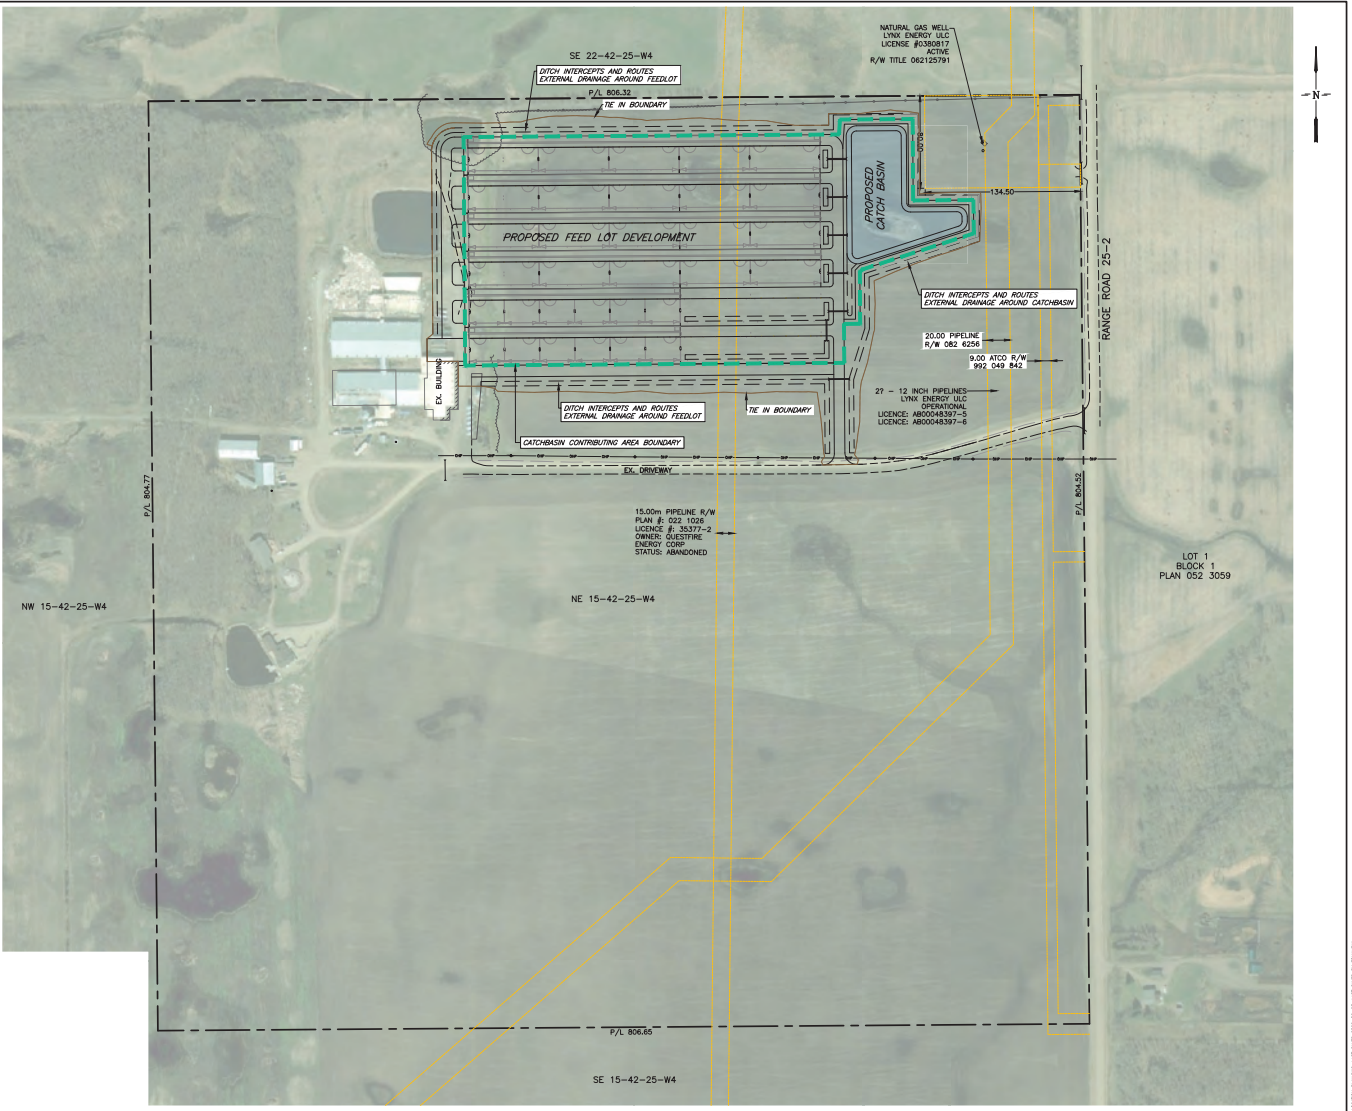 NATURAL GAS WELL
LYNX ENERGY ULC
LICENSE #0380817
ACTIVE
R/W TITLE 062125791
SE 22-42-25-W4
DITCH INTERCEPTS AND ROUTES
EXTERNAL DRAINAGE AROUND FEEDLOT
P/L 806.32
TIE IN BOUNDARY
N
PROPOSED
CATCH BASIN
134.50
PROPOSED FEED LOT DEVELOPMENT
RANGE ROAD 25-2
DITCH INTERCEPTS AND ROUTES
EXTERNAL DRAINAGE AROUND CATCHBASIN
20.00 PIPELINE
R/W 082 6256
9.00 ATCO R/W
992 049 842
EX. BUILDING
2? - 12 INCH PIPELINES
LYNX ENERGY ULC
OPERATIONAL
LICENCE: AB00048397-5
LICENCE: AB00048397-6
DITCH INTERCEPTS AND ROUTES
EXTERNAL DRAINAGE AROUND FEEDLOT
TIE IN BOUNDARY
CATCHBASIN CONTRIBUTING AREA BOUNDARY
EX. DRIVEWAY
P/L 804.77
P/L 804.52
15.00m PIPELINE R/W
PLAN #: 022 1026
LICENCE #: 35377-2
OWNER: QUESTFIRE
ENERGY CORP
STATUS: ABANDONED
LOT 1
BLOCK 1
PLAN 052 3059
NW 15-42-25-W4
NE 15-42-25-W4
P/L 806.65
SE 15-42-25-W4